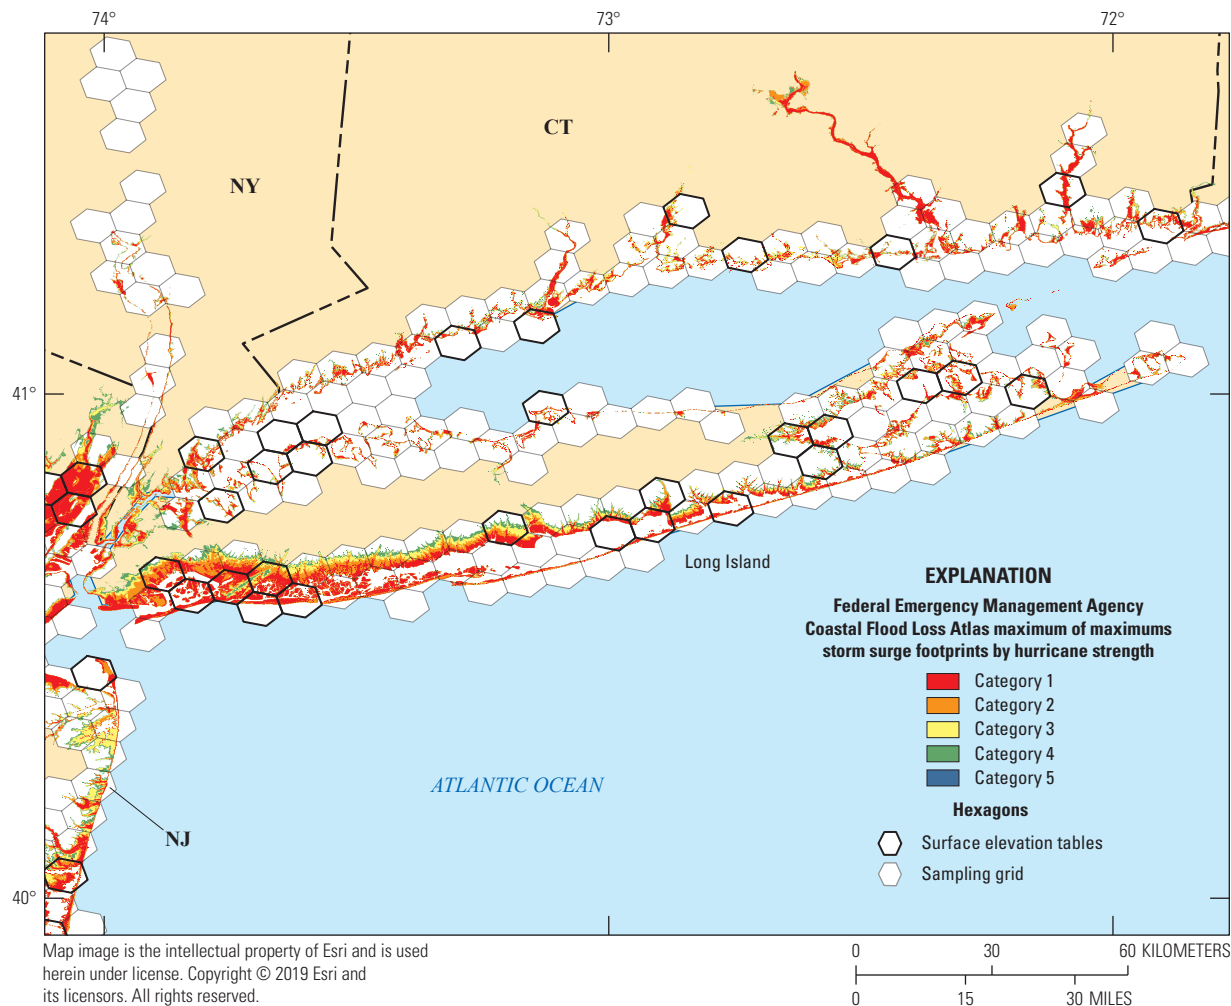 74°
73°
72°
CT
NY
41°
Long Island
EXPLANATION
Federal Emergency Management Agency
Coastal Flood Loss Atlas maximum of maximums
storm surge footprints by hurricane strength
Category 1
Category 2
Category 3
Category 4
Category 5
ATLANTIC OCEAN
Hexagons
NJ
Surface elevation tables
Sampling grid
40°
Map image is the intellectual property of Esri and is used
herein under license. Copyright © 2019 Esri and
its licensors. All rights reserved.
0 30 60 KILOMETERS
0 15 30 MILES